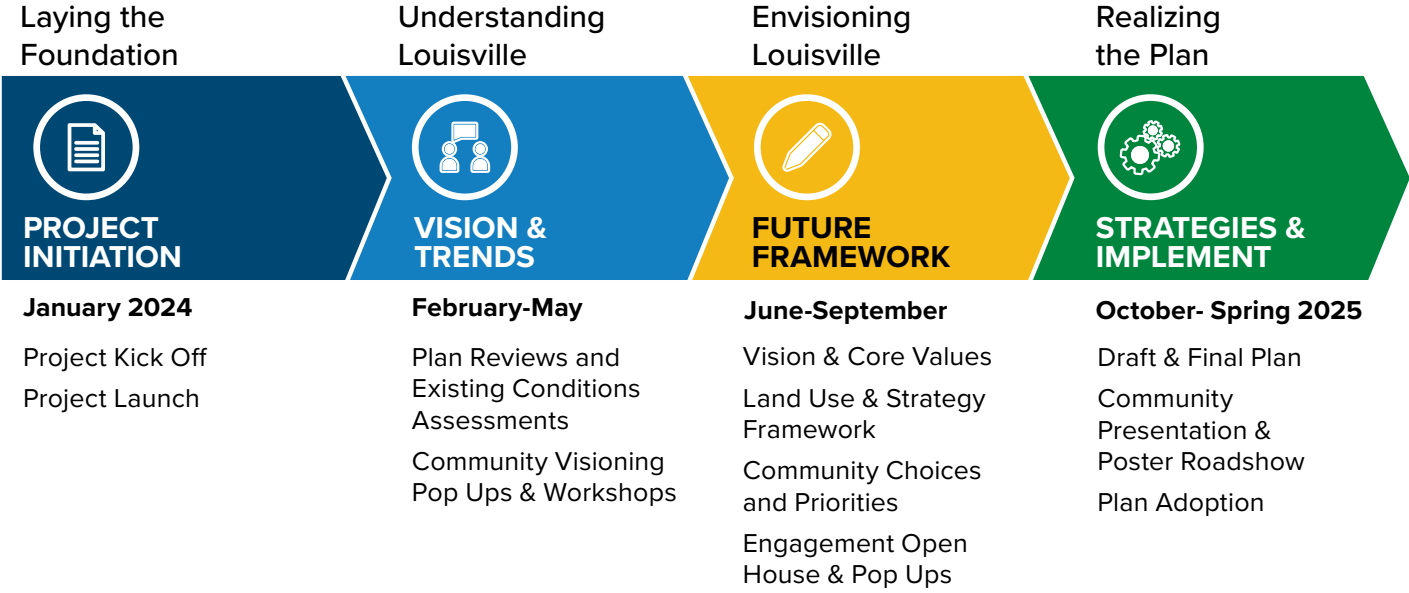 Laying the
Foundation
PROJECT
INITIATION
January 2024
Project Kick Off
Project Launch
Understanding
Louisville
VISION &
TRENDS
February-May
Plan Reviews and
Existing Conditions
Assessments
Community Visioning
Pop Ups & Workshops
Envisioning
Louisville
FUTURE
FRAMEWORK
June-September
Vision & Core Values
Land Use & Strategy
Framework
Community Choices
and Priorities
Engagement Open
House & Pop Ups
Realizing
the Plan
STRATEGIES &
IMPLEMENT
October- Spring 2025
Draft & Final Plan
Community
Presentation &
Poster Roadshow
Plan Adoption